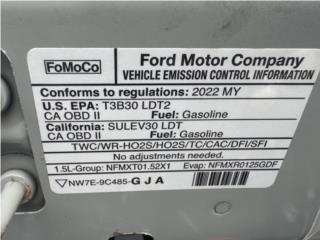 FoMoCo
Ford Motor Company
VEHICLE EMISSION CONTROL INFORMATION
Conforms to regulations: 2022 MY
U.S. EPA: T3B30 LDT2
CA OBD II Fuel: Gasoline
California: SULEV30 LDT
CA OBD II Fuel: Gasoline
TWC/WR-HO2S/HO2S/TC/CAC/DFI/SFI
No adjustments needed.
1.5L-Group: NFMXT01.52X1 Evap: NFMXR0125GDF
NW7E-9C485-GJA